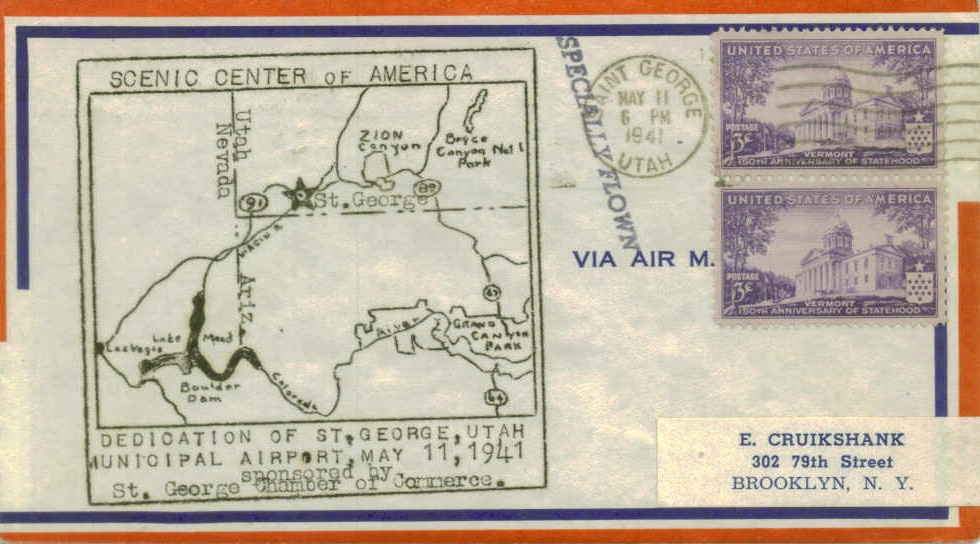 SCENIC CENTER OF AMERICA
Utah
Nevada
ZION
Canyon
Bryce
Canyon Nat'l
Park
91
St. George
89
VIRGIN R.
Ariz.
Lake Mead
Las Vegas
Boulder
Dam
Colorado
River
GRAND
CANYON
PARK
64
DEDICATION OF ST. GEORGE, UTAH
MUNICIPAL AIRPORT, MAY 11, 1941
sponsored by
St. George Chamber of Commerce.
SPECIALLY FLOWN
SAINT GEORGE
MAY 11
6 PM
1941
UTAH
UNITED STATES OF AMERICA
POSTAGE
3¢
VERMONT
150TH ANNIVERSARY OF STATEHOOD
UNITED STATES OF AMERICA
POSTAGE
3¢
VERMONT
150TH ANNIVERSARY OF STATEHOOD
VIA AIR M.
E. CRUIKSHANK
302 79th Street
BROOKLYN, N. Y.